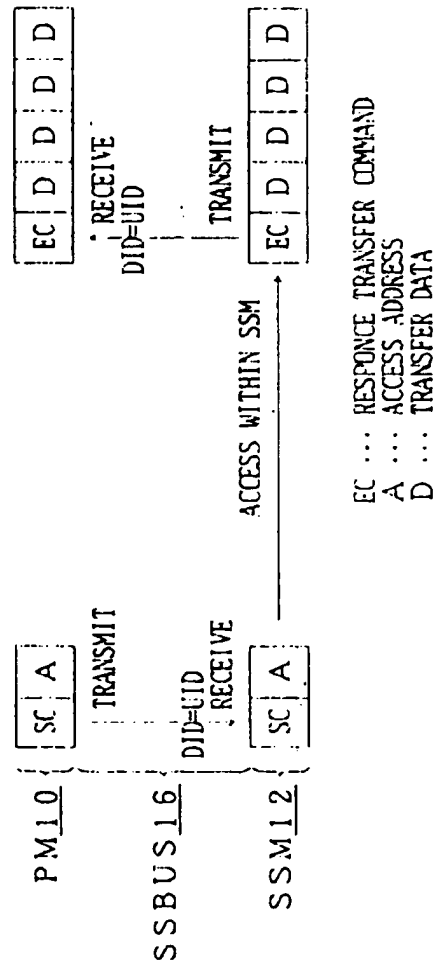 PM10 SC A EC D D D D
TRANSMIT RECEIVE
DID=UID
SSBUS16
DID=UID
RECEIVE TRANSMIT
SSM12 SC A EC D D D D
ACCESS WITHIN SSM
EC ... RESPONCE TRANSFER COMMAND
A ... ACCESS ADDRESS
D ... TRANSFER DATA